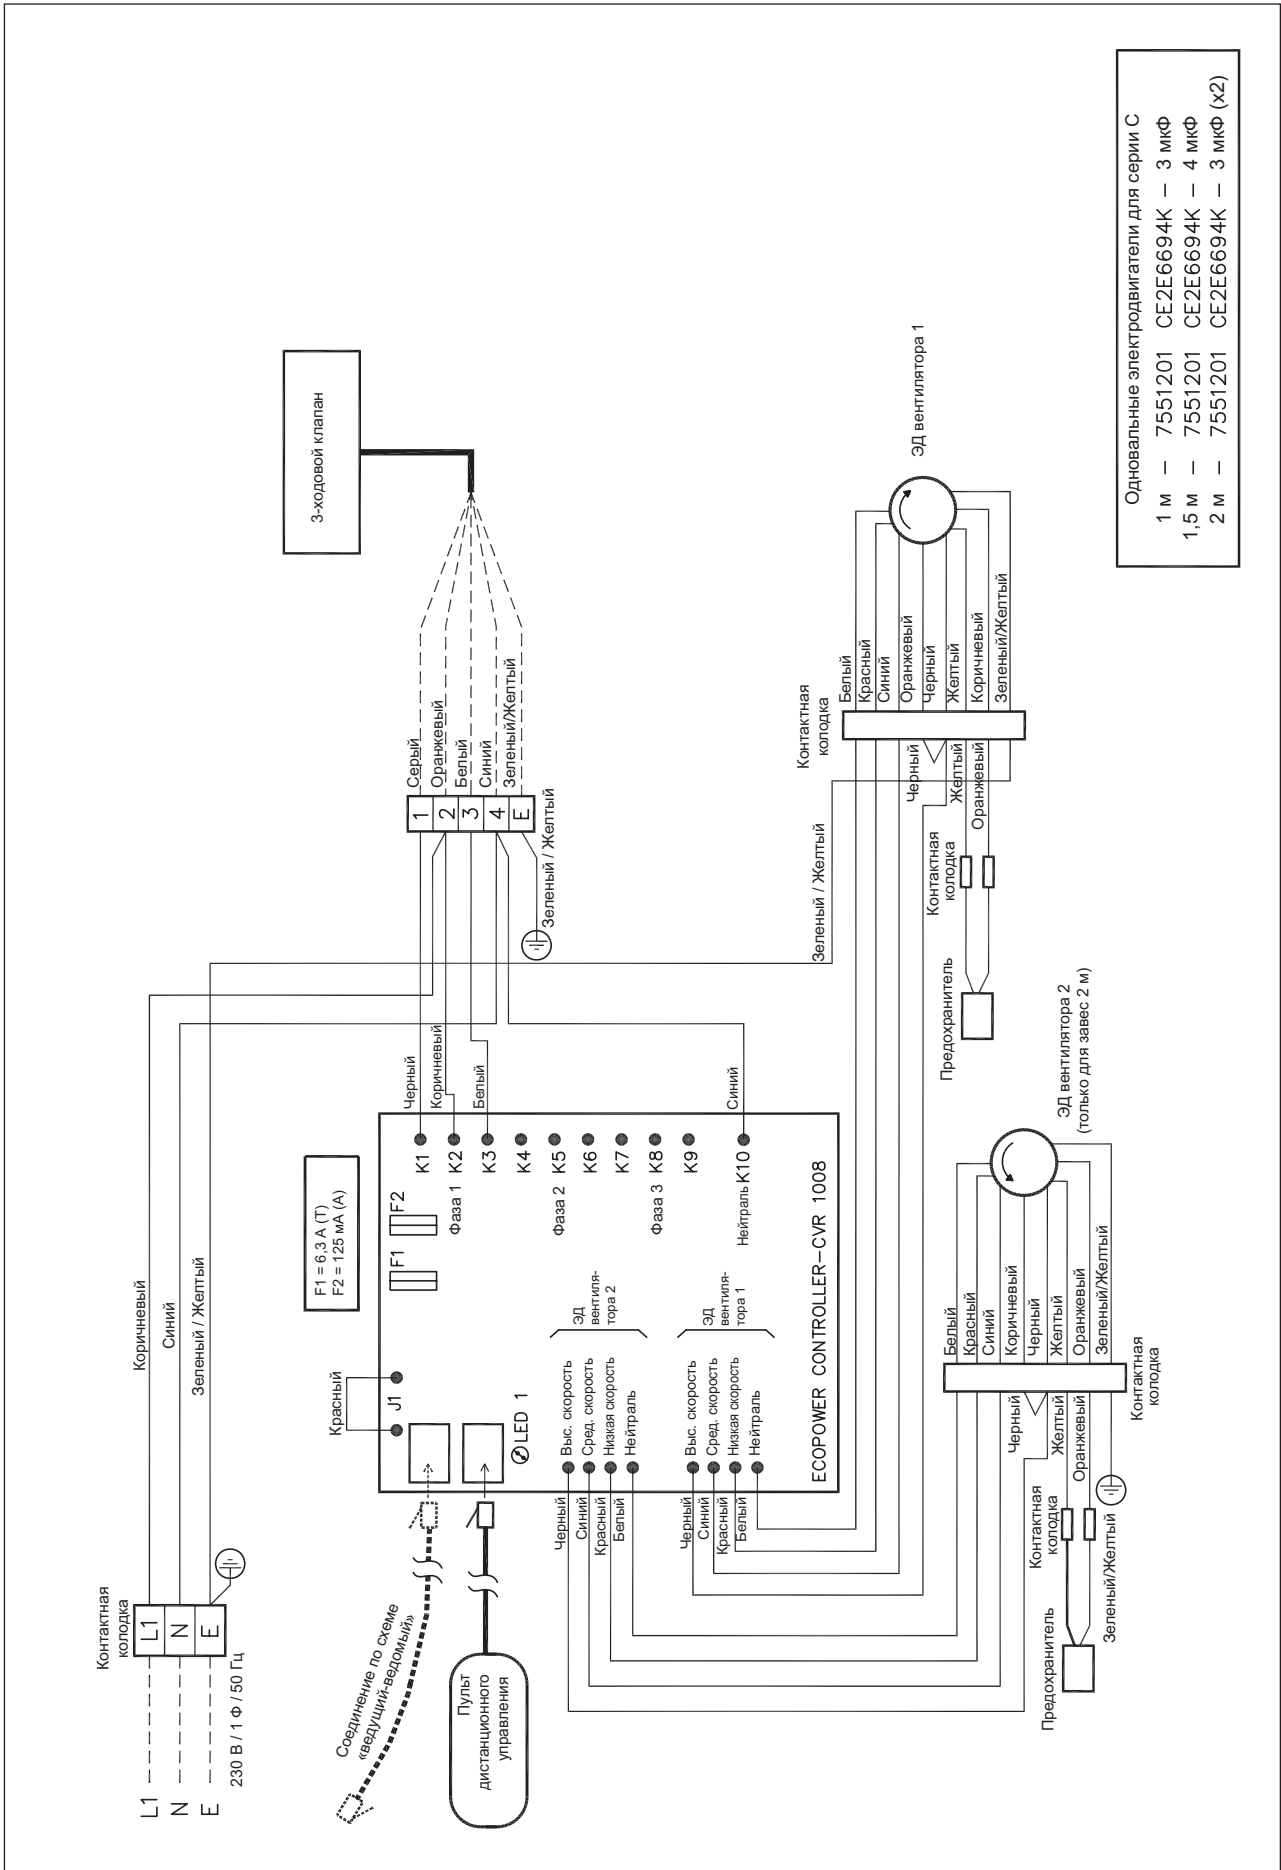 L1
N
E
230 В / 1 Ф / 50 Гц
Контактная
колодка
L1
N
E
Коричневый
Синий
Зеленый / Желтый
3-ходовой клапан
Серый
Оранжевый
Белый
Синий
Зеленый/Желтый
1
2
3
4
E
Зеленый / Желтый
Черный
Коричневый
Белый
Синий
F1 = 6,3 А (Т)
F2 = 125 мА (А)
Красный
J1
F1
F2
K1
K2
K3
K4
K5
K6
K7
K8
K9
K10
Фаза 1
Фаза 2
Фаза 3
Нейтраль
LED 1
Соединение по схеме
«ведущий-ведомый»
Пульт
дистанционного
управления
Выс. скорость
Сред. скорость
Низкая скорость
Нейтраль
ЭД
вентиля-
тора 2
Выс. скорость
Сред. скорость
Низкая скорость
Нейтраль
ЭД
вентиля-
тора 1
ECOPOWER CONTROLLER–CVR 1008
Черный
Синий
Красный
Белый
Черный
Синий
Красный
Белый
Зеленый / Желтый
Контактная
колодка
Белый
Красный
Синий
Оранжевый
Черный
Желтый
Коричневый
Зеленый/Желтый
ЭД вентилятора 1
Черный
Желтый
Оранжевый
Контактная
колодка
Предохранитель
Белый
Красный
Синий
Коричневый
Черный
Желтый
Оранжевый
Зеленый/Желтый
ЭД вентилятора 2
(только для завес 2 м)
Контактная
колодка
Черный
Желтый
Оранжевый
Контактная
колодка
Зеленый/Желтый
Предохранитель
Одновальные электродвигатели для серии С
1 м – 7551201 CE2E6694K – 3 мкФ
1,5 м – 7551201 CE2E6694K – 4 мкФ
2 м – 7551201 CE2E6694K – 3 мкФ (x2)